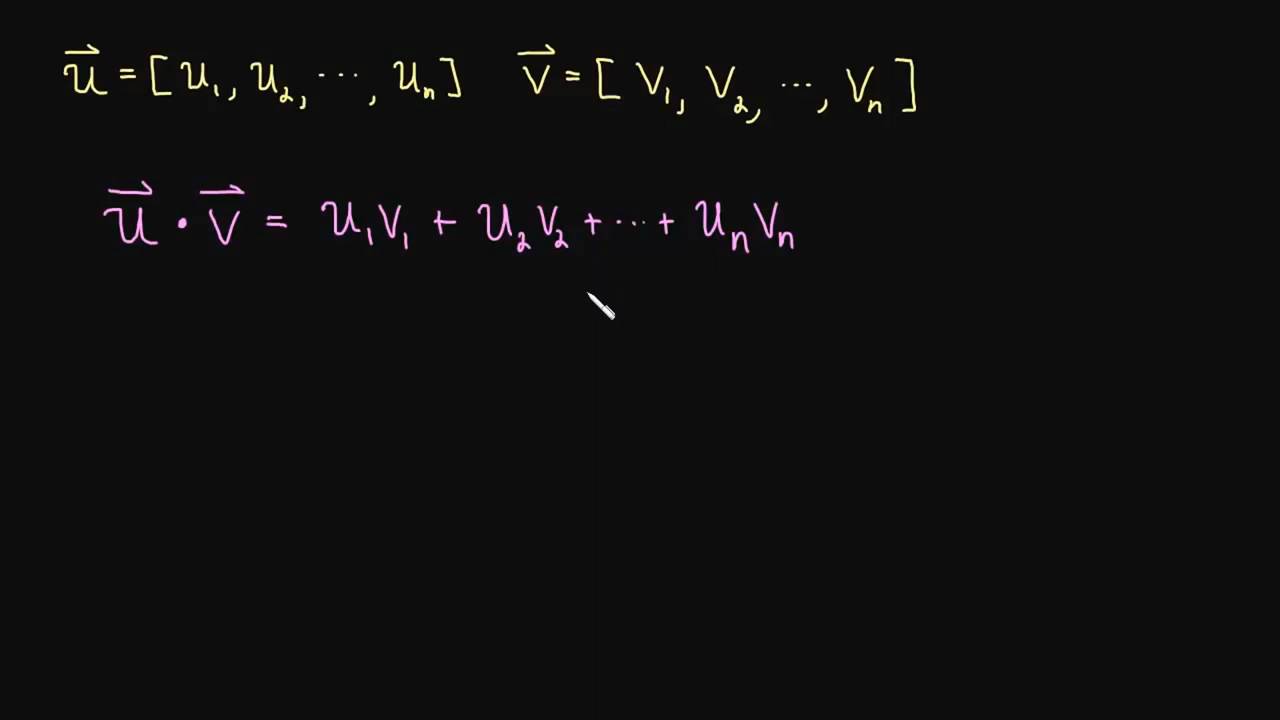 u⃗ = [ u₁, u₂, ⋯, uₙ ] v⃗ = [ v₁, v₂, ⋯, vₙ ]
u⃗ · v⃗ = u₁v₁ + u₂v₂ + ⋯ + uₙvₙ